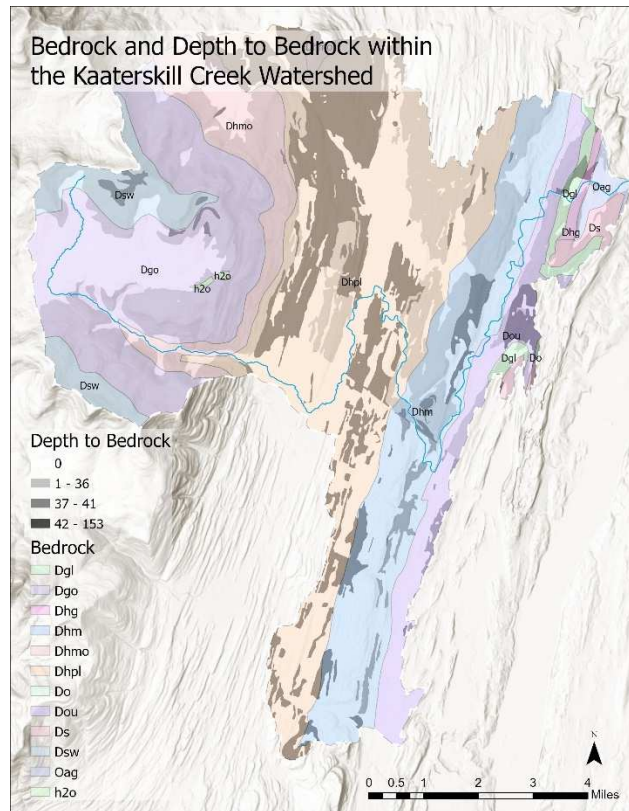 Bedrock and Depth to Bedrock within
the Kaaterskill Creek Watershed
Dhmo
Dsw
Dgl
Oag
Dhg
Ds
Dgo
h2o
h2o
Dhpl
Dou
Dgl
Do
Dsw
Dhm
Depth to Bedrock
0
1 - 36
37 - 41
42 - 153
Bedrock
Dgl
Dgo
Dhg
Dhm
Dhmo
Dhpl
Do
Dou
Ds
Dsw
Oag
h2o
N
0 0.5 1 2 3 4
Miles